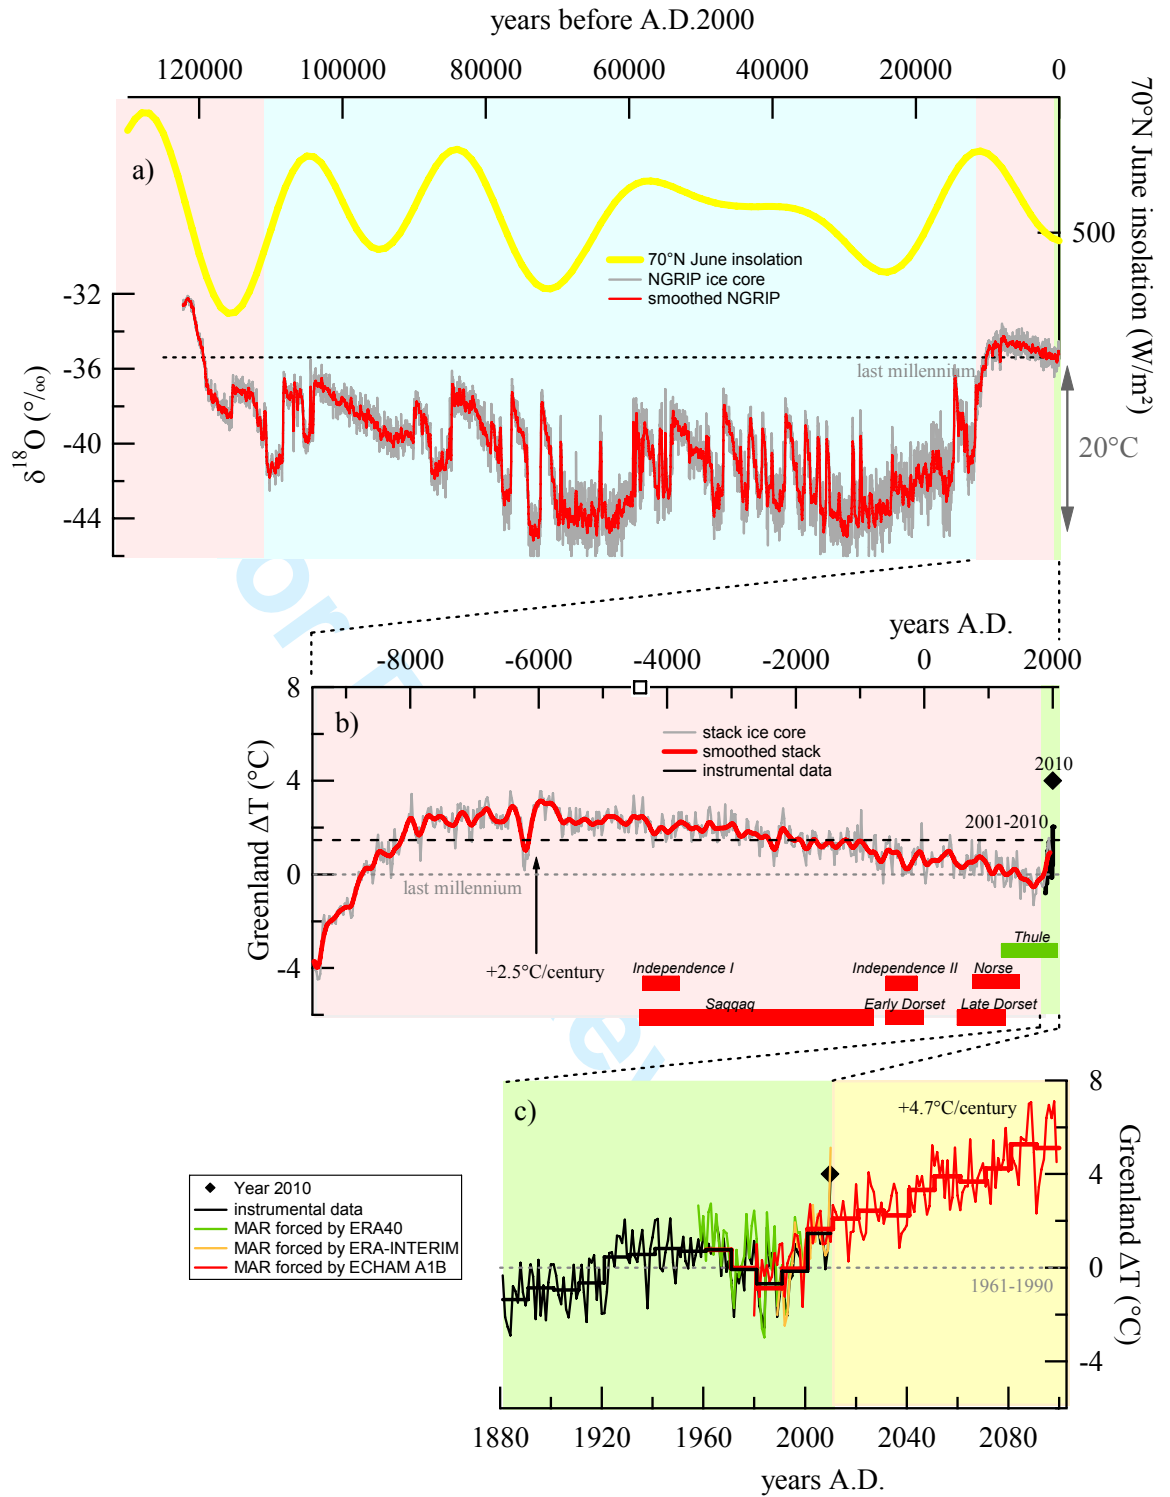 years before A.D.2000
120000 100000 80000 60000 40000 20000 0
a)
70°N June insolation (W/m²)
500
70°N June insolation
NGRIP ice core
smoothed NGRIP
-32
-36
-40
-44
δ¹⁸O (°/₀₀)
last millennium
20°C
years A.D.
-8000 -6000 -4000 -2000 0 2000
b)
8
4
0
-4
Greenland ΔT (°C)
stack ice core
smoothed stack
instrumental data
2010
2001-2010
last millennium
+2.5°C/century
Thule
Independence I
Independence II
Norse
Saqqaq
Early Dorset
Late Dorset
c)
+4.7°C/century
8
4
0
-4
Greenland ΔT (°C)
1961-1990
Year 2010
instrumental data
MAR forced by ERA40
MAR forced by ERA-INTERIM
MAR forced by ECHAM A1B
1880 1920 1960 2000 2040 2080
years A.D.